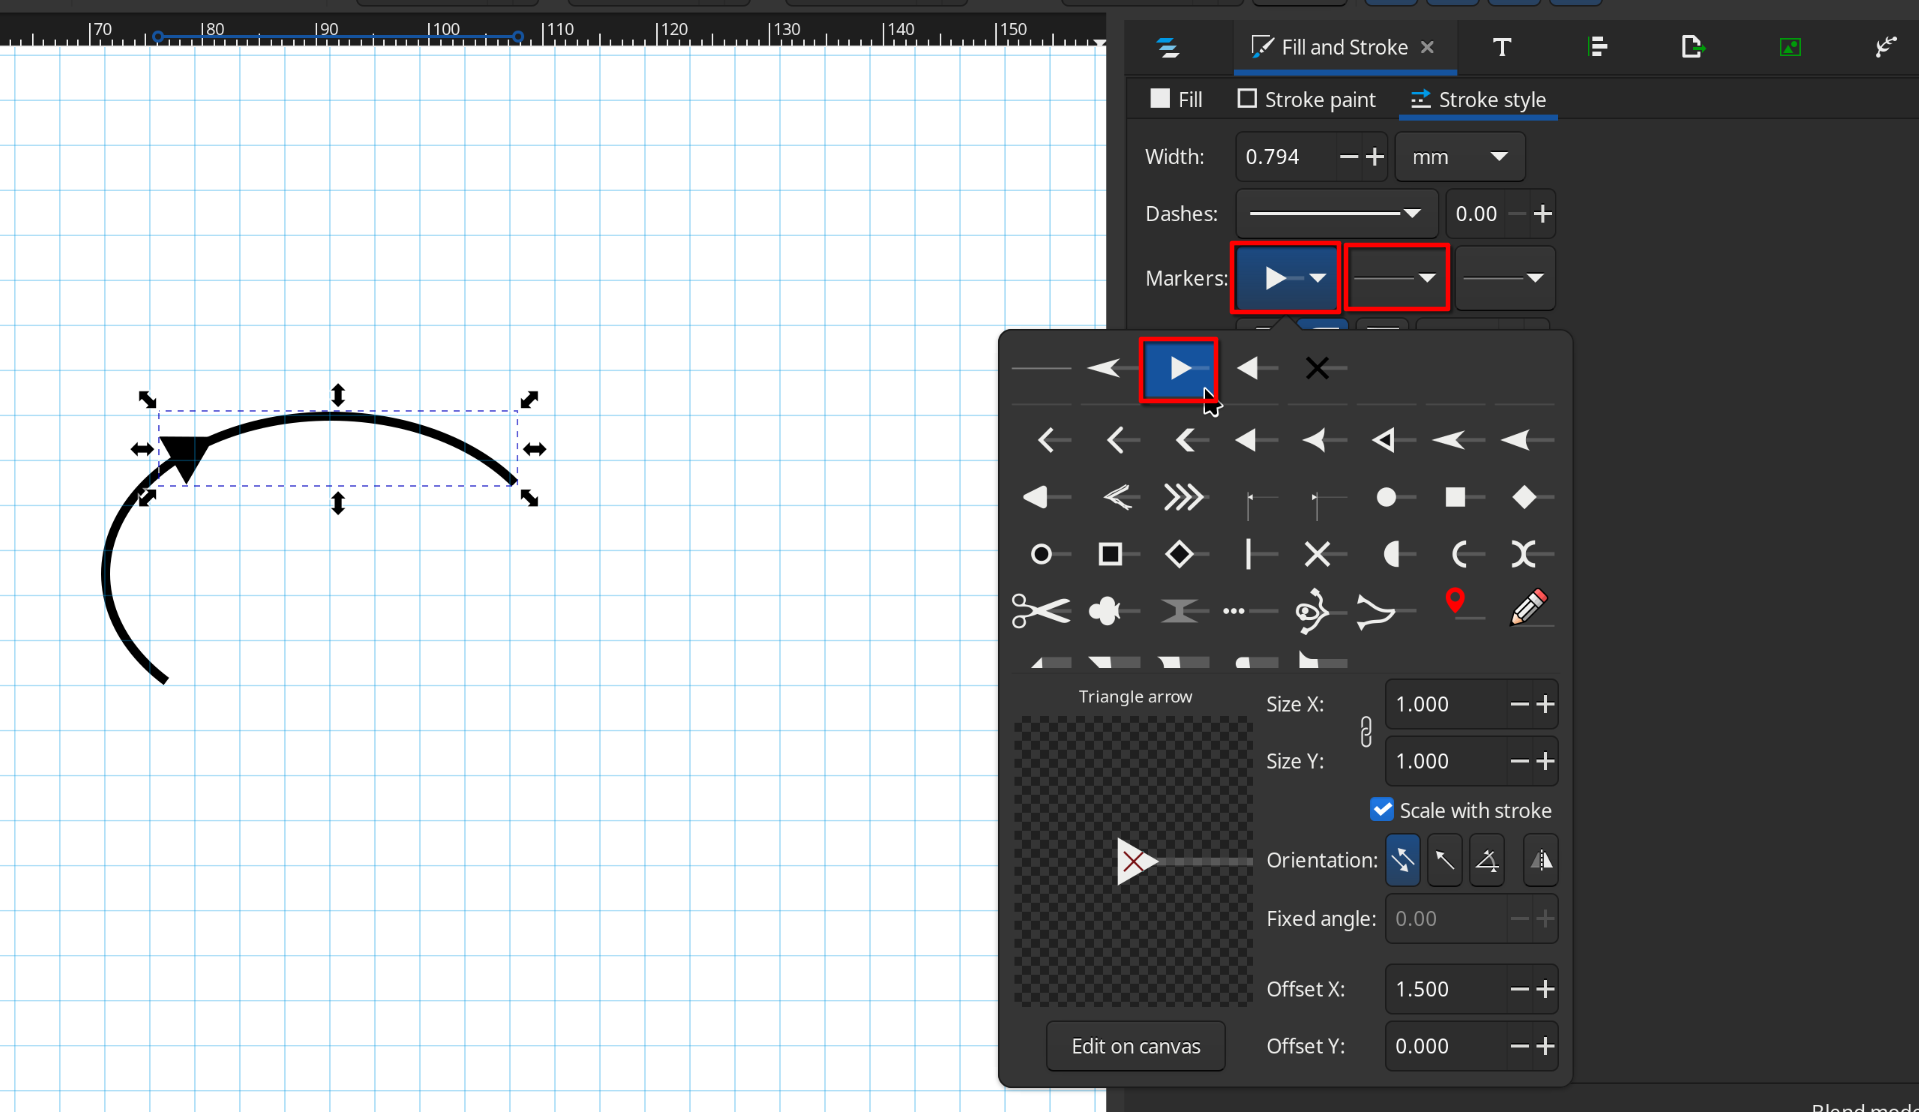 70 80 90 100 110 120 130 140 150
Fill and Stroke
Fill Stroke paint Stroke style
Width: 0.794 mm
Dashes: 0.00
Markers:
Triangle arrow
Size X: 1.000
Size Y: 1.000
Scale with stroke
Orientation:
Fixed angle: 0.00
Offset X: 1.500
Edit on canvas
Offset Y: 0.000